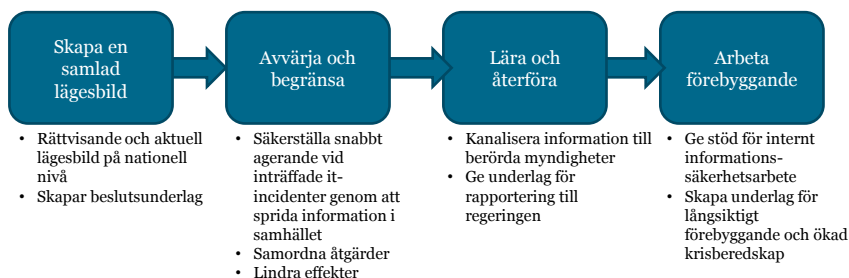 Skapa en
samlad
lägesbild
Avvärja och
begränsa
Lära och
återföra
Arbeta
förebyggande
• Rättvisande och aktuell
lägesbild på nationell
nivå
• Skapar beslutsunderlag
• Säkerställa snabbt
agerande vid
inträffade it-
incidenter genom att
sprida information i
samhället
• Samordna åtgärder
• Lindra effekter
• Kanalisera information till
berörda myndigheter
• Ge underlag för
rapportering till
regeringen
• Ge stöd för internt
informations-
säkerhetsarbete
• Skapa underlag för
långsiktigt
förebyggande och ökad
krisberedskap